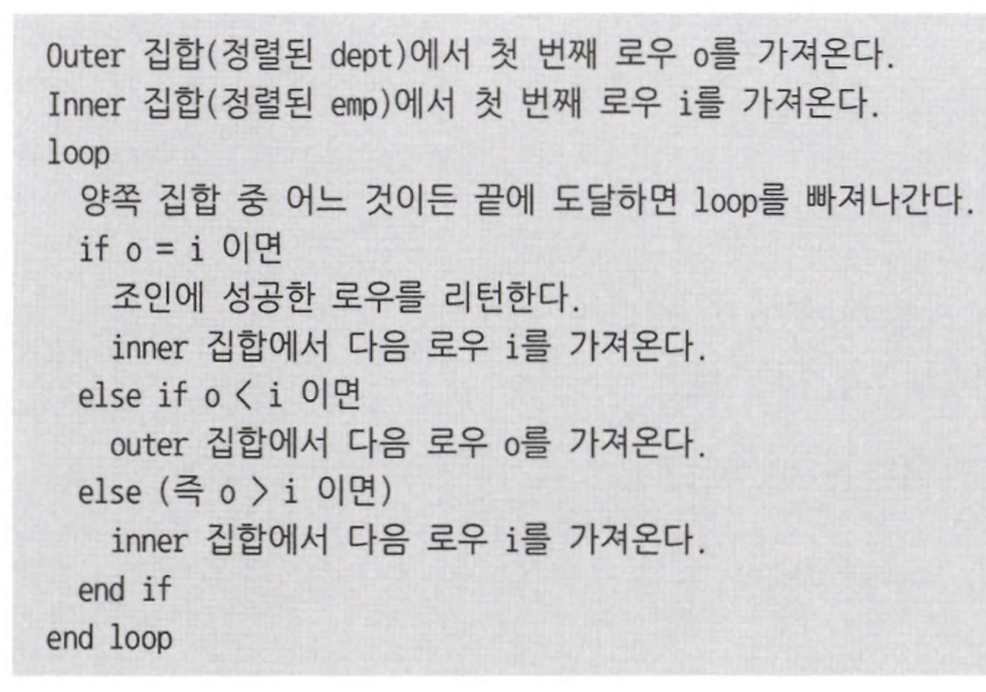 Outer 집합(정렬된 dept)에서 첫 번째 로우 o를 가져온다.
Inner 집합(정렬된 emp)에서 첫 번째 로우 i를 가져온다.
loop
양쪽 집합 중 어느 것이든 끝에 도달하면 loop를 빠져나간다.
if o = i 이면
조인에 성공한 로우를 리턴한다.
inner 집합에서 다음 로우 i를 가져온다.
else if o < i 이면
outer 집합에서 다음 로우 o를 가져온다.
else (즉 o > i 이면)
inner 집합에서 다음 로우 i를 가져온다.
end if
end loop